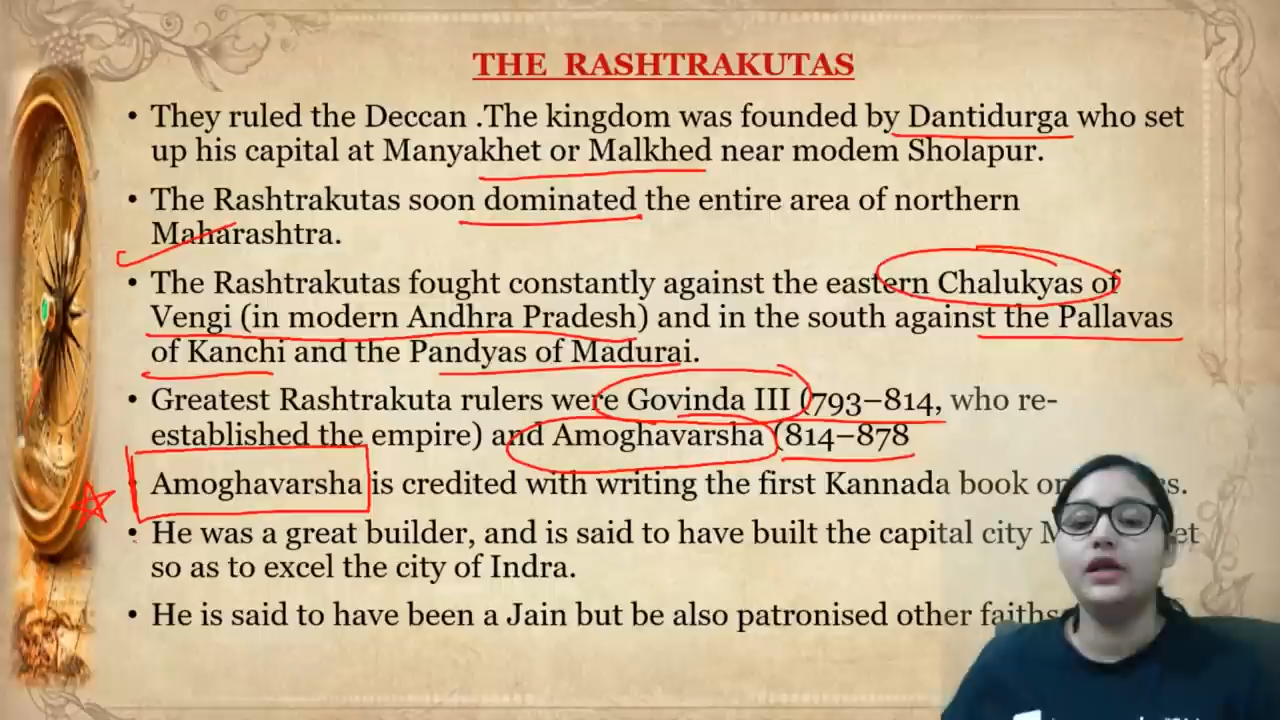 THE RASHTRAKUTAS
• They ruled the Deccan .The kingdom was founded by Dantidurga who set
up his capital at Manyakhet or Malkhed near modem Sholapur.
• The Rashtrakutas soon dominated the entire area of northern
Maharashtra.
• The Rashtrakutas fought constantly against the eastern Chalukyas of
Vengi (in modern Andhra Pradesh) and in the south against the Pallavas
of Kanchi and the Pandyas of Madurai.
• Greatest Rashtrakuta rulers were Govinda III (793–814, who re-
established the empire) and Amoghavarsha (814–878
• Amoghavarsha is credited with writing the first Kannada book on
• He was a great builder, and is said to have built the capital city
so as to excel the city of Indra.
• He is said to have been a Jain but be also patronised other faiths